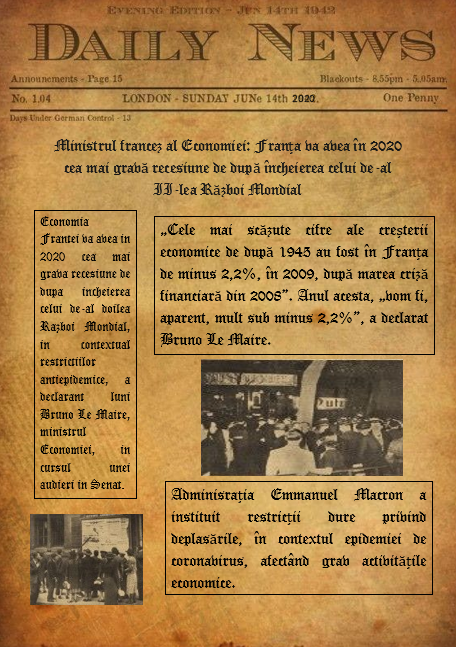 Evening Edition - Jun 14th 1942
DAILY NEWS
Announcments - Page 15
Blackouts - 8.55pm - 5.05am
No. 1.04
LONDON - SUNDAY JUNe 14th 2022.
One Penny
Days Under German Control - 13
Ministrul francez al Economiei: Franța va avea în 2020
cea mai gravă recesiune de după încheierea celui de-al
II-lea Război Mondial
Economia
Frantei va avea in
2020 cea mai
grava recesiune de
dupa incheierea
celui de-al doilea
Razboi Mondial,
in contextual
restrictiilor
antiepidemice, a
declarant luni
Bruno Le Maire,
ministrul
Economiei, in
cursul unei
audieri in Senat.
„Cele mai scăzute cifre ale creșterii
economice de după 1945 au fost în Franța
de minus 2,2%, în 2009, după marea criză
financiară din 2008”. Anul acesta, „vom fi,
aparent, mult sub minus 2,2%”, a declarat
Bruno Le Maire.
Adminisrația Emmanuel Macron a
instituit restricții dure privind
deplasările, în contextul epidemiei de
coronavirus, afectând grav activitățile
economice.